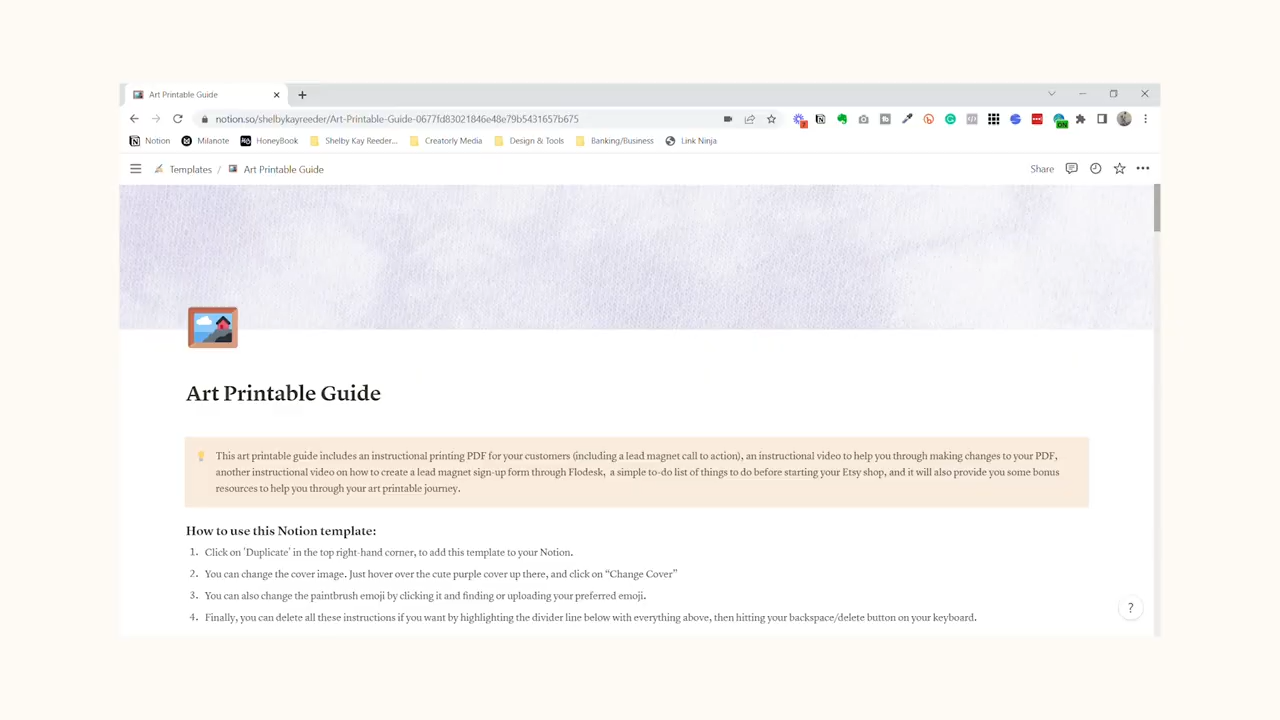 Art Printable Guide
notion.so/shelbykayreeder/Art-Printable-Guide-0677fd83021846e48e79b5431657b675
Notion Milanote HoneyBook Shelby Kay Reeder... Creatorly Media Design & Tools Banking/Business Link Ninja
Templates / Art Printable Guide Share
Art Printable Guide
This art printable guide includes an instructional printing PDF for your customers (including a lead magnet call to action), an instructional video to help you through making changes to your PDF,
another instructional video on how to create a lead magnet sign-up form through Flodesk, a simple to-do list of things to do before starting your Etsy shop, and it will also provide you some bonus
resources to help you through your art printable journey.
How to use this Notion template:
1. Click on 'Duplicate' in the top right-hand corner, to add this template to your Notion.
2. You can change the cover image. Just hover over the cute purple cover up there, and click on “Change Cover”
3. You can also change the paintbrush emoji by clicking it and finding or uploading your preferred emoji.
4. Finally, you can delete all these instructions if you want by highlighting the divider line below with everything above, then hitting your backspace/delete button on your keyboard.
?